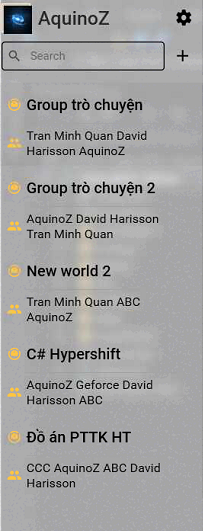 AquinoZ
Search
Group trò chuyện
Tran Minh Quan David
Harisson AquinoZ
Group trò chuyện 2
AquinoZ David Harisson
Tran Minh Quan
New world 2
Tran Minh Quan ABC
AquinoZ
C# Hypershift
AquinoZ Geforce David
Harisson ABC
Đồ án PTTK HT
CCC AquinoZ ABC David
Harisson